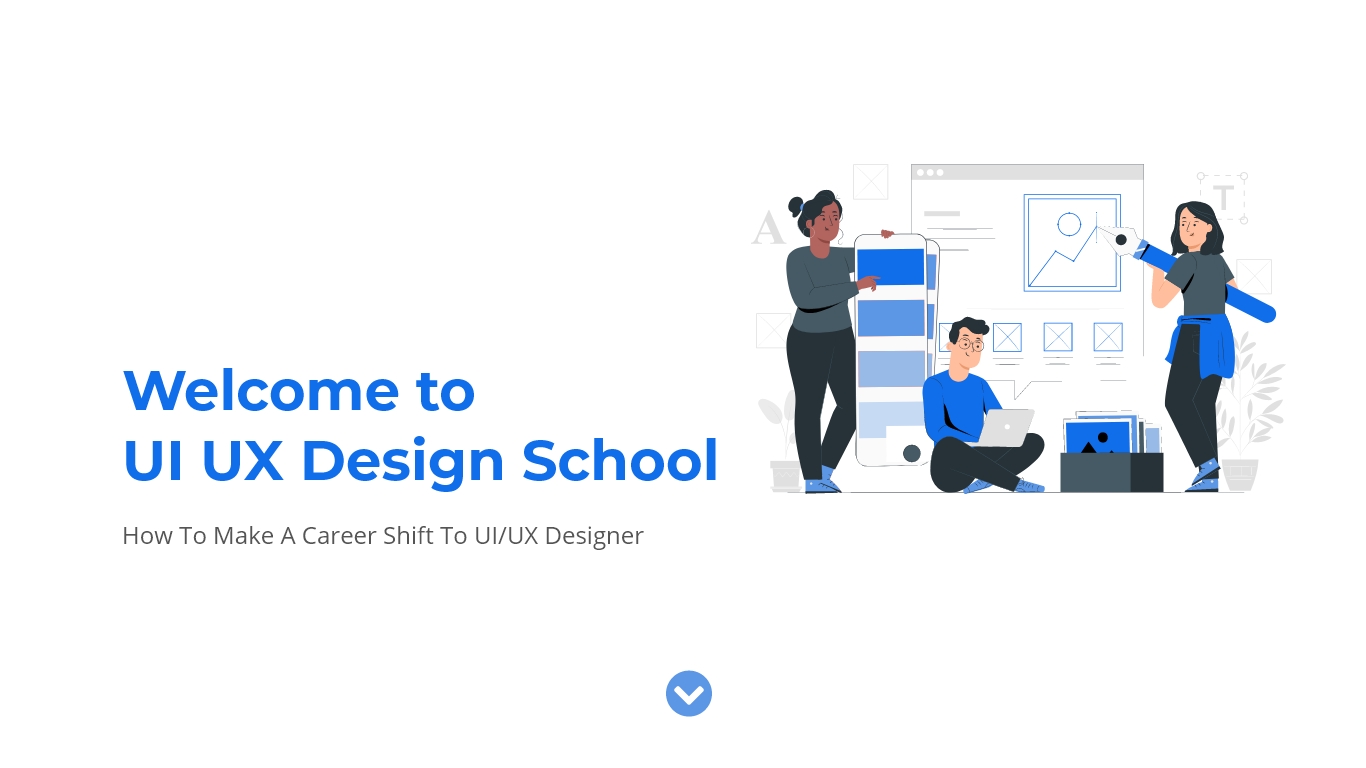 A
T
Welcome to
UI UX Design School
How To Make A Career Shift To UI/UX Designer